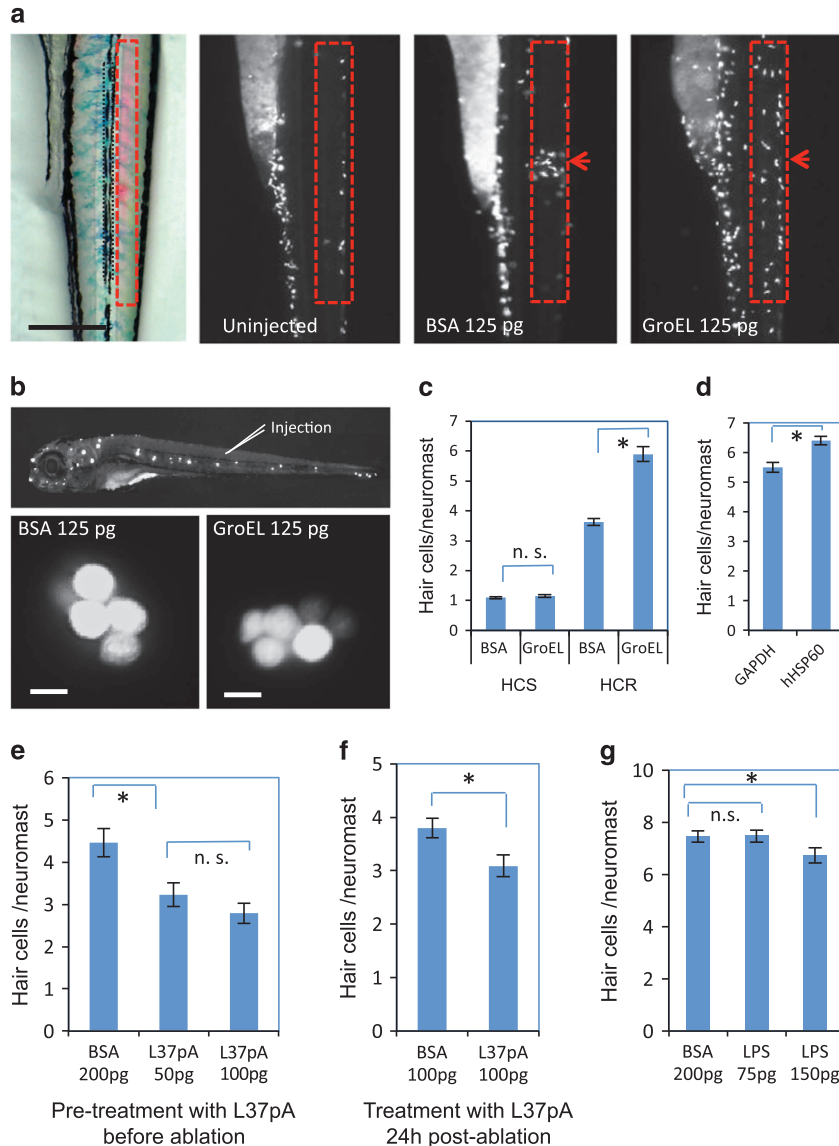 a
Uninjected
BSA 125 pg
GroEL 125 pg
b
Injection
BSA 125 pg
GroEL 125 pg
c
Hair cells/neuromast
7
6
5
4
3
2
1
0
n. s.
*
BSA
GroEL
BSA
GroEL
HCS
HCR
d
Hair cells/neuromast
7
6
5
4
3
2
1
0
*
GAPDH
hHSP60
e
Hair cells /neuromast
6
5
4
3
2
1
0
*
n. s.
BSA
200pg
L37pA
50pg
L37pA
100pg
Pre-treatment with L37pA
before ablation
f
Hair cells /neuromast
5
4
3
2
1
0
*
BSA
100pg
L37pA
100pg
Treatment with L37pA
24h post-ablation
g
Hair cells /neuromast
10
8
6
4
2
0
*
n.s.
BSA
200pg
LPS
75pg
LPS
150pg